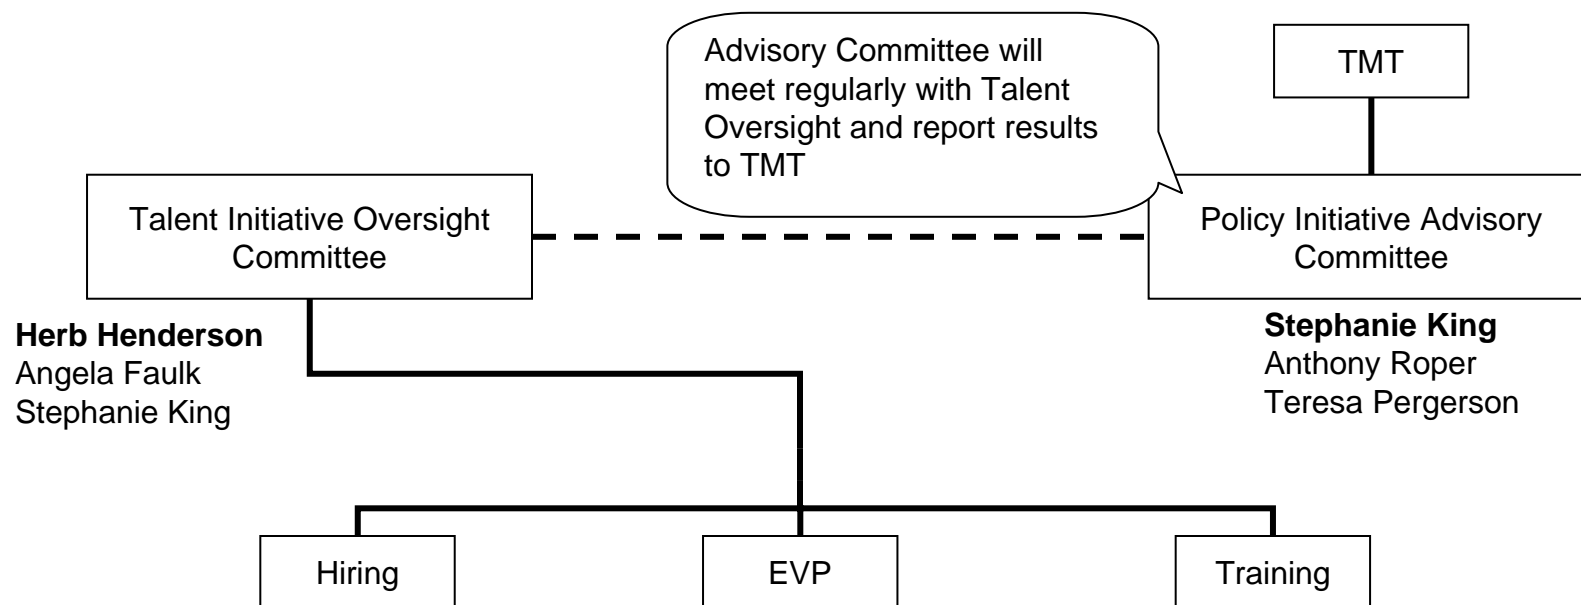 Advisory Committee will
meet regularly with Talent
Oversight and report results
to TMT
TMT
Talent Initiative Oversight
Committee
Policy Initiative Advisory
Committee
Herb Henderson
Angela Faulk
Stephanie King
Stephanie King
Anthony Roper
Teresa Pergerson
Hiring
EVP
Training